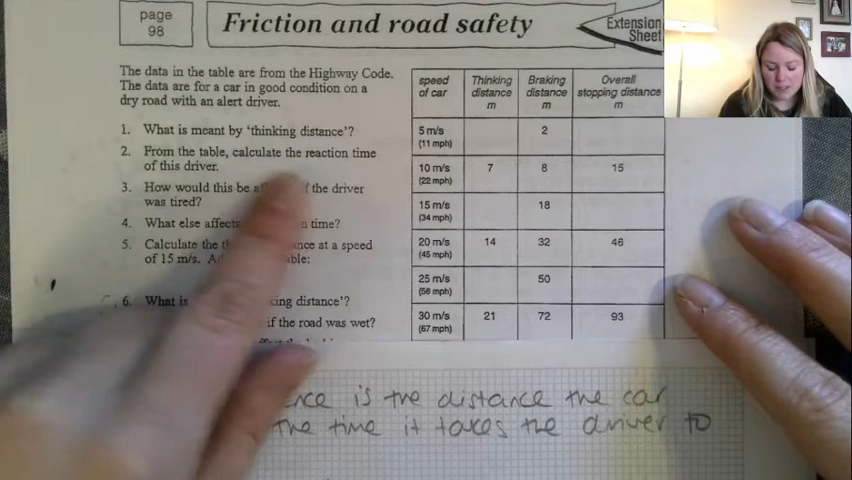 page
98
Friction and road safety
Extension
Sheet
The data in the table are from the Highway Code.
The data are for a car in good condition on a
dry road with an alert driver.
1. What is meant by 'thinking distance'?
2. From the table, calculate the reaction time
of this driver.
3. How would this be if the driver
was tired?
4. What else time?
5. Calculate the at a speed
of 15 m/s.
6. What is distance'?
if the road was wet?
speed of car Thinking distance m Braking distance m Overall stopping distance m
5 m/s (11 mph) 2
10 m/s (22 mph) 7 8 15
15 m/s (34 mph) 18
20 m/s (45 mph) 14 32 46
25 m/s (56 mph) 50
30 m/s (67 mph) 21 72 93
is the distance the car
the time it takes the driver to